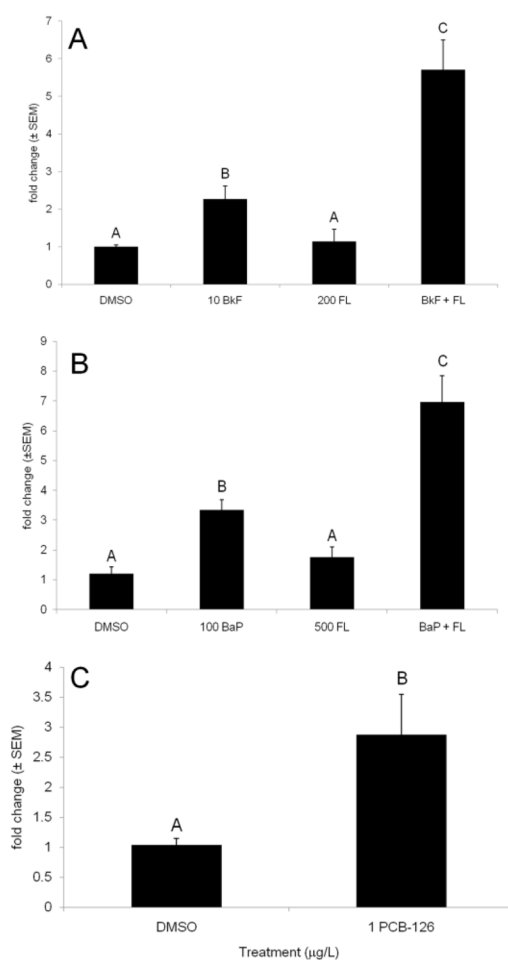 A
fold change (± SEM)
7
6
5
4
3
2
1
0
A
B
A
C
DMSO
10 BkF
200 FL
BkF + FL
B
fold change (±SEM)
9
8
7
6
5
4
3
2
1
0
A
B
A
C
DMSO
100 BaP
500 FL
BaP + FL
C
fold change (± SEM)
4
3.5
3
2.5
2
1.5
1
0.5
0
A
B
DMSO
1 PCB-126
Treatment (µg/L)